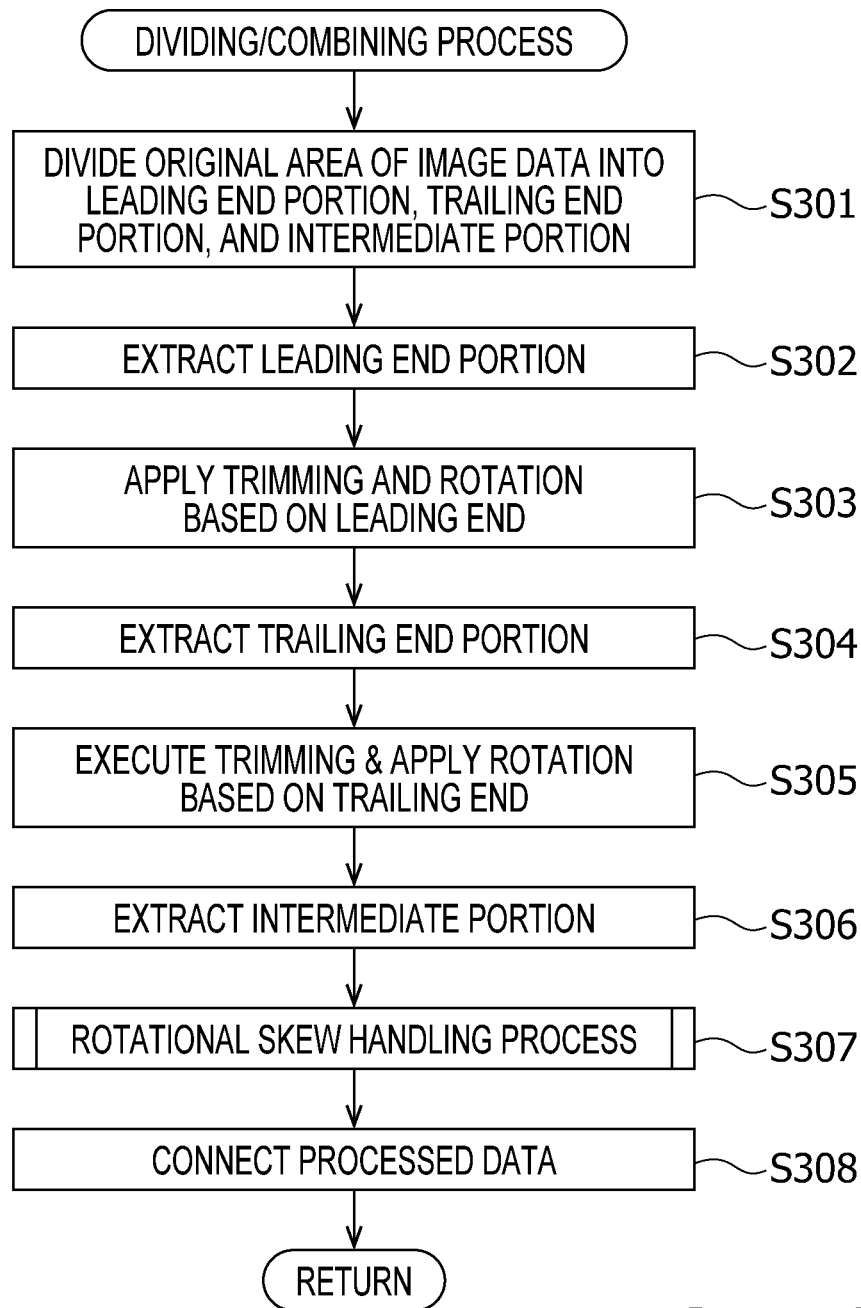 DIVIDING/COMBINING PROCESS
DIVIDE ORIGINAL AREA OF IMAGE DATA INTO
LEADING END PORTION, TRAILING END
PORTION, AND INTERMEDIATE PORTION
S301
EXTRACT LEADING END PORTION
S302
APPLY TRIMMING AND ROTATION
BASED ON LEADING END
S303
EXTRACT TRAILING END PORTION
S304
EXECUTE TRIMMING & APPLY ROTATION
BASED ON TRAILING END
S305
EXTRACT INTERMEDIATE PORTION
S306
ROTATIONAL SKEW HANDLING PROCESS
S307
CONNECT PROCESSED DATA
S308
RETURN